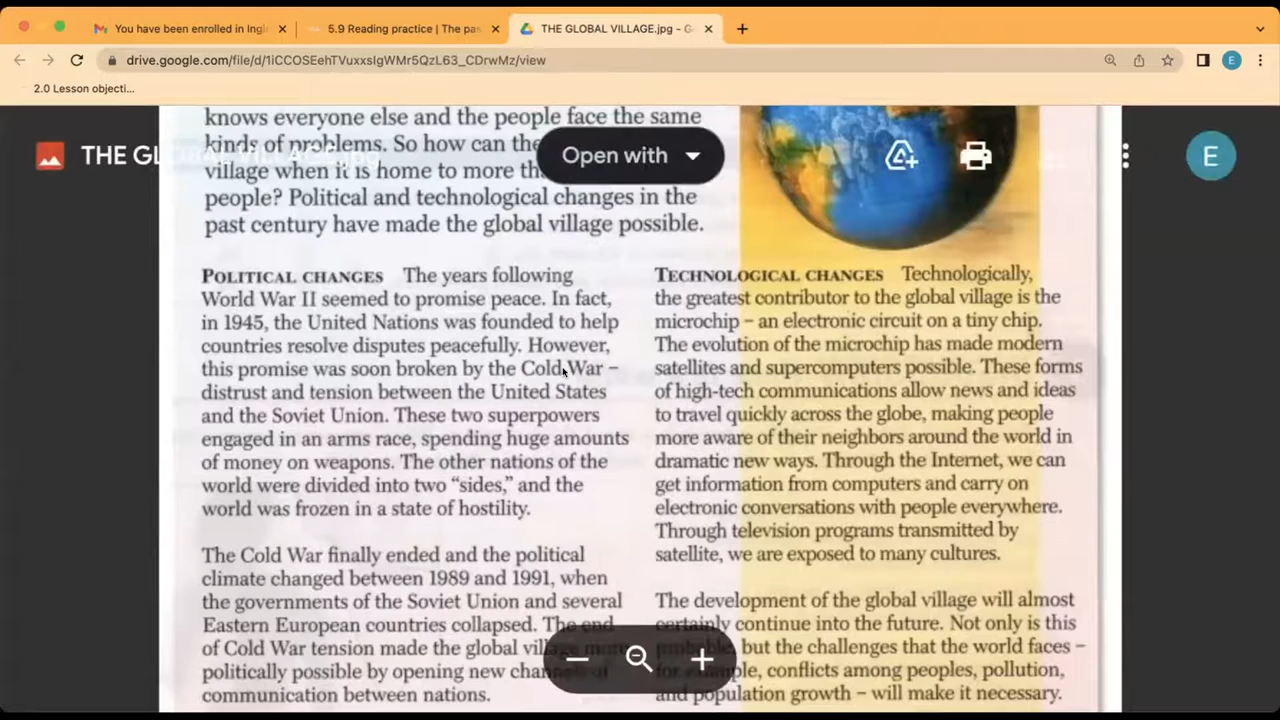 You have been enrolled in Ingl
5.9 Reading practice | The pa
THE GLOBAL VILLAGE.jpg - G
drive.google.com/file/d/1iCCOSEehTVuxxsIgWMr5QzL63_CDrwMz/view
E
2.0 Lesson objecti...
knows everyone else and the people face the same
kinds of problems. So how can the
village when it is home to more
people? Political and technological changes in the
past century have made the global village possible.
THE GLOBAL VILLAGE.jpg
Open with
E
POLITICAL CHANGES The years following
World War II seemed to promise peace. In fact,
in 1945, the United Nations was founded to help
countries resolve disputes peacefully. However,
this promise was soon broken by the Cold War –
distrust and tension between the United States
and the Soviet Union. These two superpowers
engaged in an arms race, spending huge amounts
of money on weapons. The other nations of the
world were divided into two “sides,” and the
world was frozen in a state of hostility.
The Cold War finally ended and the political
climate changed between 1989 and 1991, when
the governments of the Soviet Union and several
Eastern European countries collapsed. The end
of Cold War tension made the global village more
politically possible by opening new channels of
communication between nations.
TECHNOLOGICAL CHANGES Technologically,
the greatest contributor to the global village is the
microchip – an electronic circuit on a tiny chip.
The evolution of the microchip has made modern
satellites and supercomputers possible. These forms
of high-tech communications allow news and ideas
to travel quickly across the globe, making people
more aware of their neighbors around the world in
dramatic new ways. Through the Internet, we can
get information from computers and carry on
electronic conversations with people everywhere.
Through television programs transmitted by
satellite, we are exposed to many cultures.
The development of the global village will almost
certainly continue into the future. Not only is this
probable, but the challenges that the world faces –
for example, conflicts among peoples, pollution,
and population growth – will make it necessary.